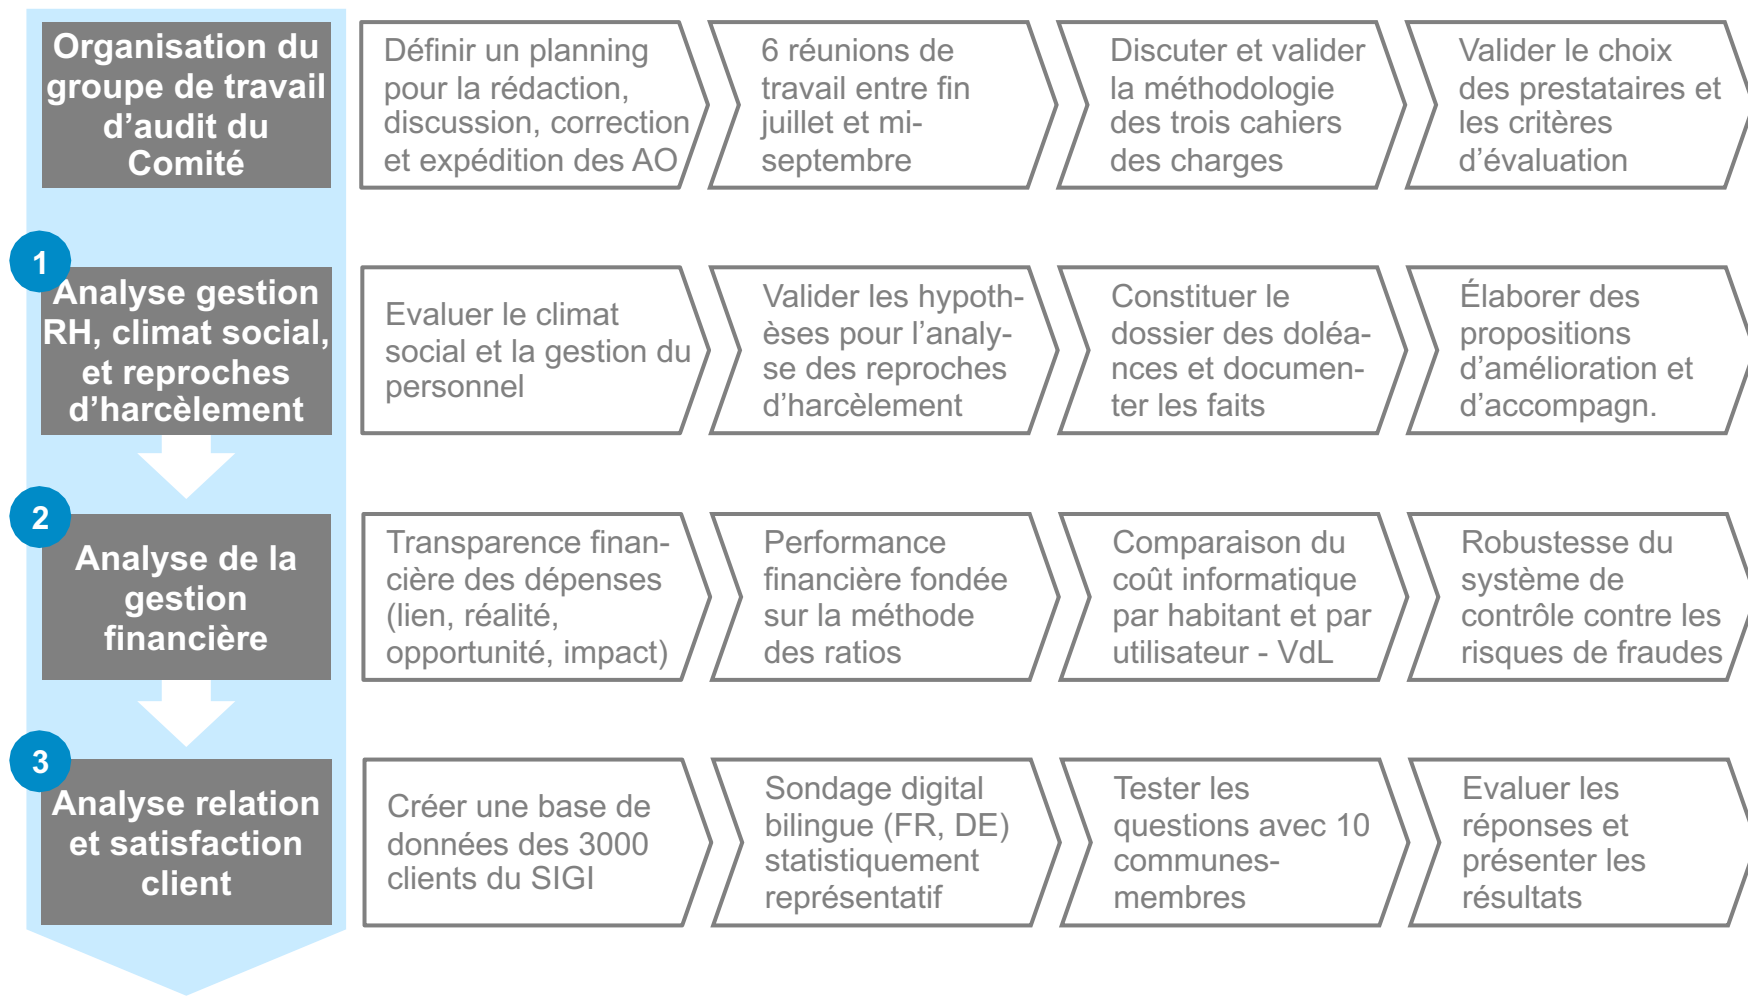 Organisation du
groupe de travail
d’audit du
Comité
Définir un planning
pour la rédaction,
discussion, correction
et expédition des AO
6 réunions de
travail entre fin
juillet et mi-
septembre
Discuter et valider
la méthodologie
des trois cahiers
des charges
Valider le choix
des prestataires et
les critères
d’évaluation
1
Analyse gestion
RH, climat social,
et reproches
d’harcèlement
Evaluer le climat
social et la gestion du
personnel
Valider les hypoth-
èses pour l’analy-
se des reproches
d’harcèlement
Constituer le
dossier des doléa-
nces et documen-
ter les faits
Élaborer des
propositions
d’amélioration et
d’accompagn.
2
Analyse de la
gestion
financière
Transparence finan-
cière des dépenses
(lien, réalité,
opportunité, impact)
Performance
financière fondée
sur la méthode
des ratios
Comparaison du
coût informatique
par habitant et par
utilisateur - VdL
Robustesse du
système de
contrôle contre les
risques de fraudes
3
Analyse relation
et satisfaction
client
Créer une base de
données des 3000
clients du SIGI
Sondage digital
bilingue (FR, DE)
statistiquement
représentatif
Tester les
questions avec 10
communes-
membres
Evaluer les
réponses et
présenter les
résultats